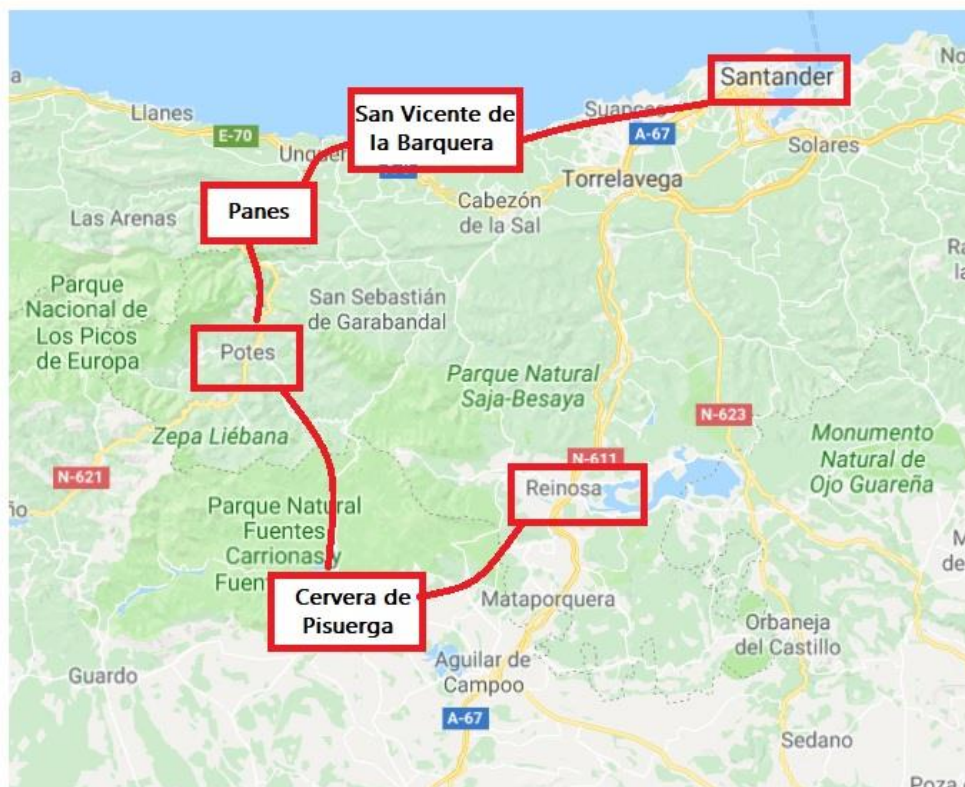 Santander
San Vicente de
la Barquera
Llanes
E-70
A-67
Solares
Torrelavega
Panes
Las Arenas
Cabezón
de la Sal
Parque
Nacional de
Los Picos
de Europa
San Sebastián
de Garabandal
Potes
Parque Natural
Saja-Besaya
N-623
Zepa Liébana
Monumento
Natural de
Ojo Guareña
N-621
N-611
Reinosa
Parque Natural
Fuentes
Carrionas y
Cervera de
Pisuerga
Mataporquera
Orbaneja
del Castillo
Guardo
Aguilar de
Campoo
A-67
Sedano
Poza